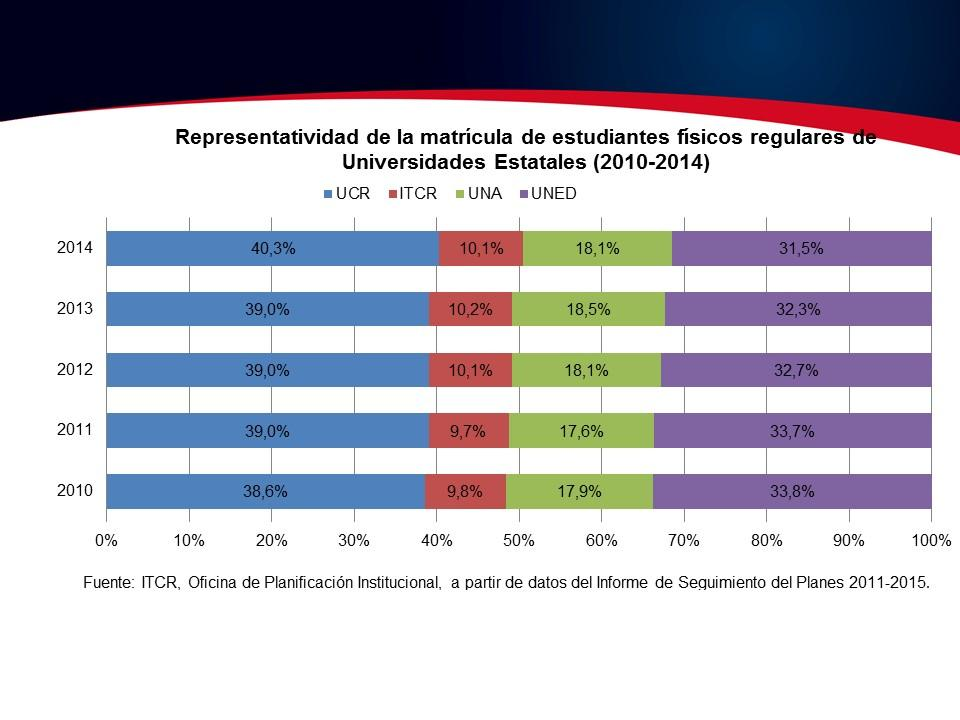 Representatividad de la matrícula de estudiantes físicos regulares de
Universidades Estatales (2010-2014)
UCR ITCR UNA UNED
2014 40,3% 10,1% 18,1% 31,5%
2013 39,0% 10,2% 18,5% 32,3%
2012 39,0% 10,1% 18,1% 32,7%
2011 39,0% 9,7% 17,6% 33,7%
2010 38,6% 9,8% 17,9% 33,8%
0% 10% 20% 30% 40% 50% 60% 70% 80% 90% 100%
Fuente: ITCR, Oficina de Planificación Institucional, a partir de datos del Informe de Seguimiento del Planes 2011-2015.